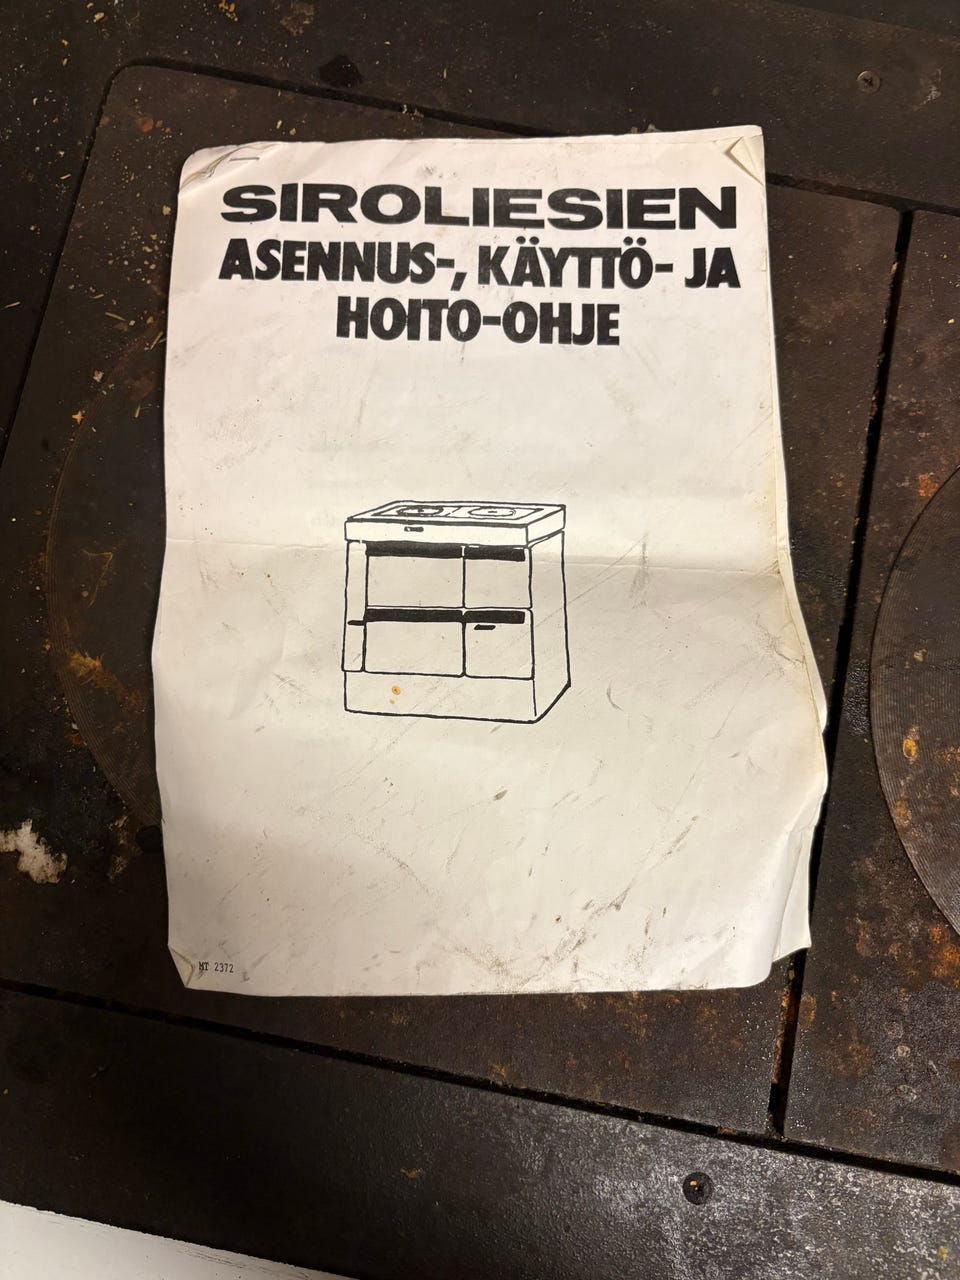 SIROLIESIEN
ASENNUS-, KÄYTTÖ- JA
HOITO-OHJE
MT 2372